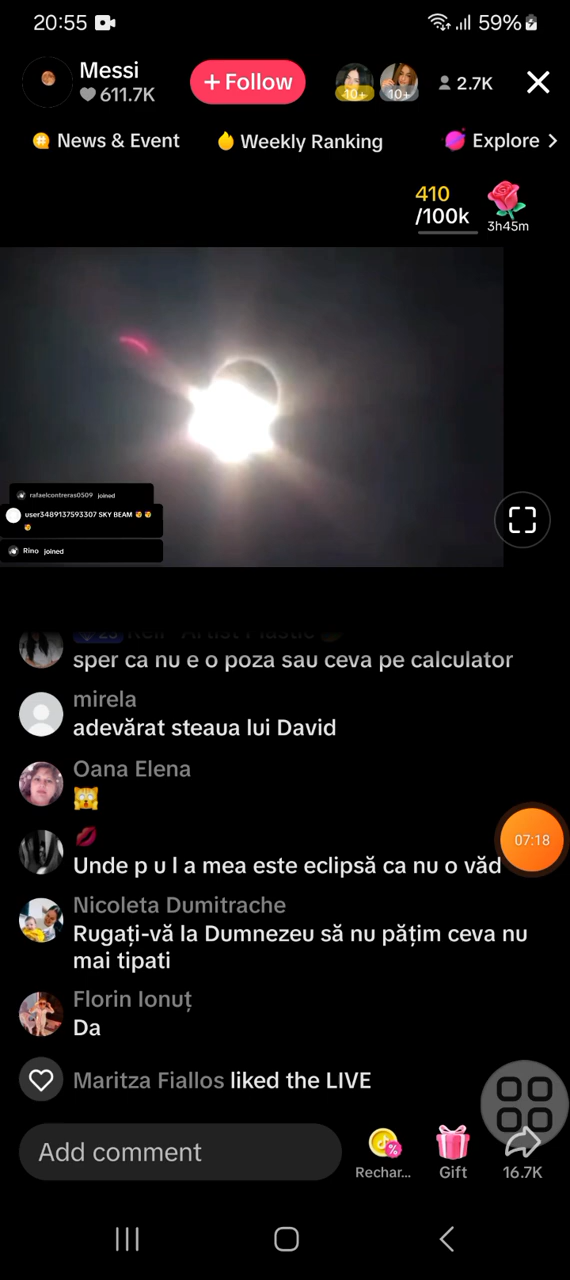 20:55
59%
Messi
611.7K
+ Follow
10+
10+
2.7K
News & Event
Weekly Ranking
Explore
410
/100k
3h45m
rafaelcontreras0509 joined
user3489137593307 SKY BEAM
Rino joined
sper ca nu e o poza sau ceva pe calculator
mirela
adevărat steaua lui David
Oana Elena
Unde p u l a mea este eclipsă ca nu o văd
07:18
Nicoleta Dumitrache
Rugați-vă la Dumnezeu să nu pățim ceva nu
mai tipati
Florin Ionuț
Da
Maritza Fiallos liked the LIVE
Add comment
Rechar...
Gift
16.7K